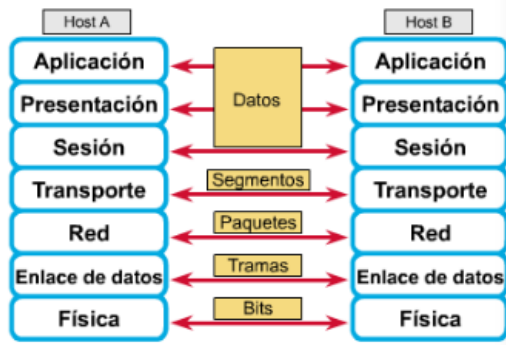 Host A
Host B
Aplicación
Aplicación
Presentación
Datos
Presentación
Sesión
Sesión
Transporte
Segmentos
Transporte
Red
Paquetes
Red
Enlace de datos
Tramas
Enlace de datos
Física
Bits
Física